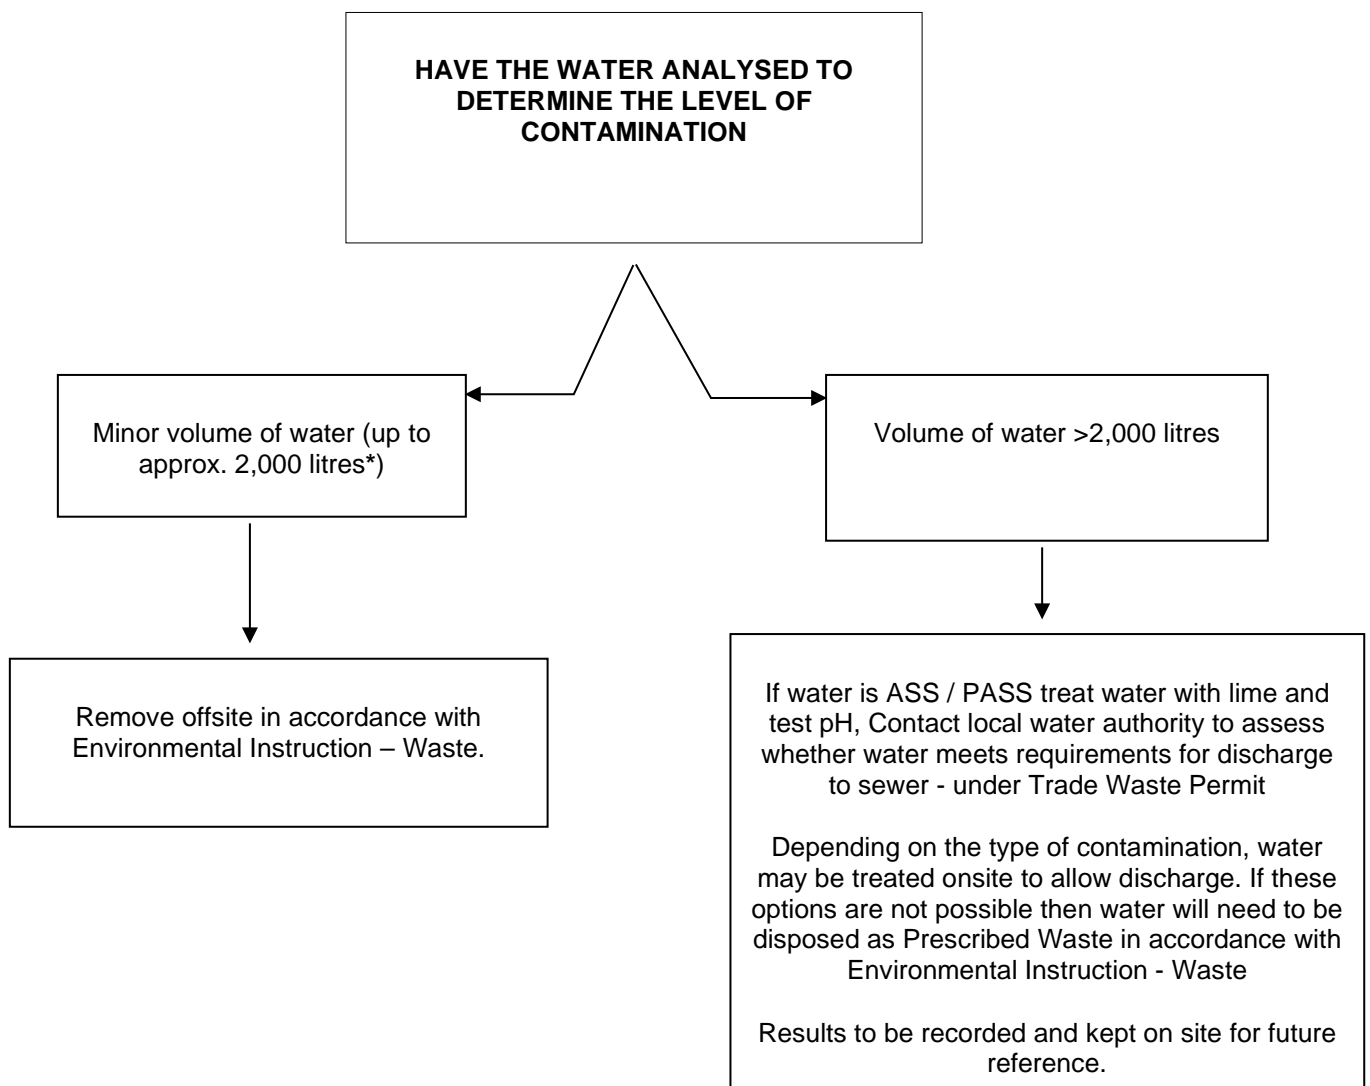 HAVE THE WATER ANALYSED TO
DETERMINE THE LEVEL OF
CONTAMINATION
Minor volume of water (up to
approx. 2,000 litres*)
Volume of water >2,000 litres
Remove offsite in accordance with
Environmental Instruction – Waste.
If water is ASS / PASS treat water with lime and
test pH, Contact local water authority to assess
whether water meets requirements for discharge
to sewer - under Trade Waste Permit
Depending on the type of contamination, water
may be treated onsite to allow discharge. If these
options are not possible then water will need to be
disposed as Prescribed Waste in accordance with
Environmental Instruction - Waste
Results to be recorded and kept on site for future
reference.